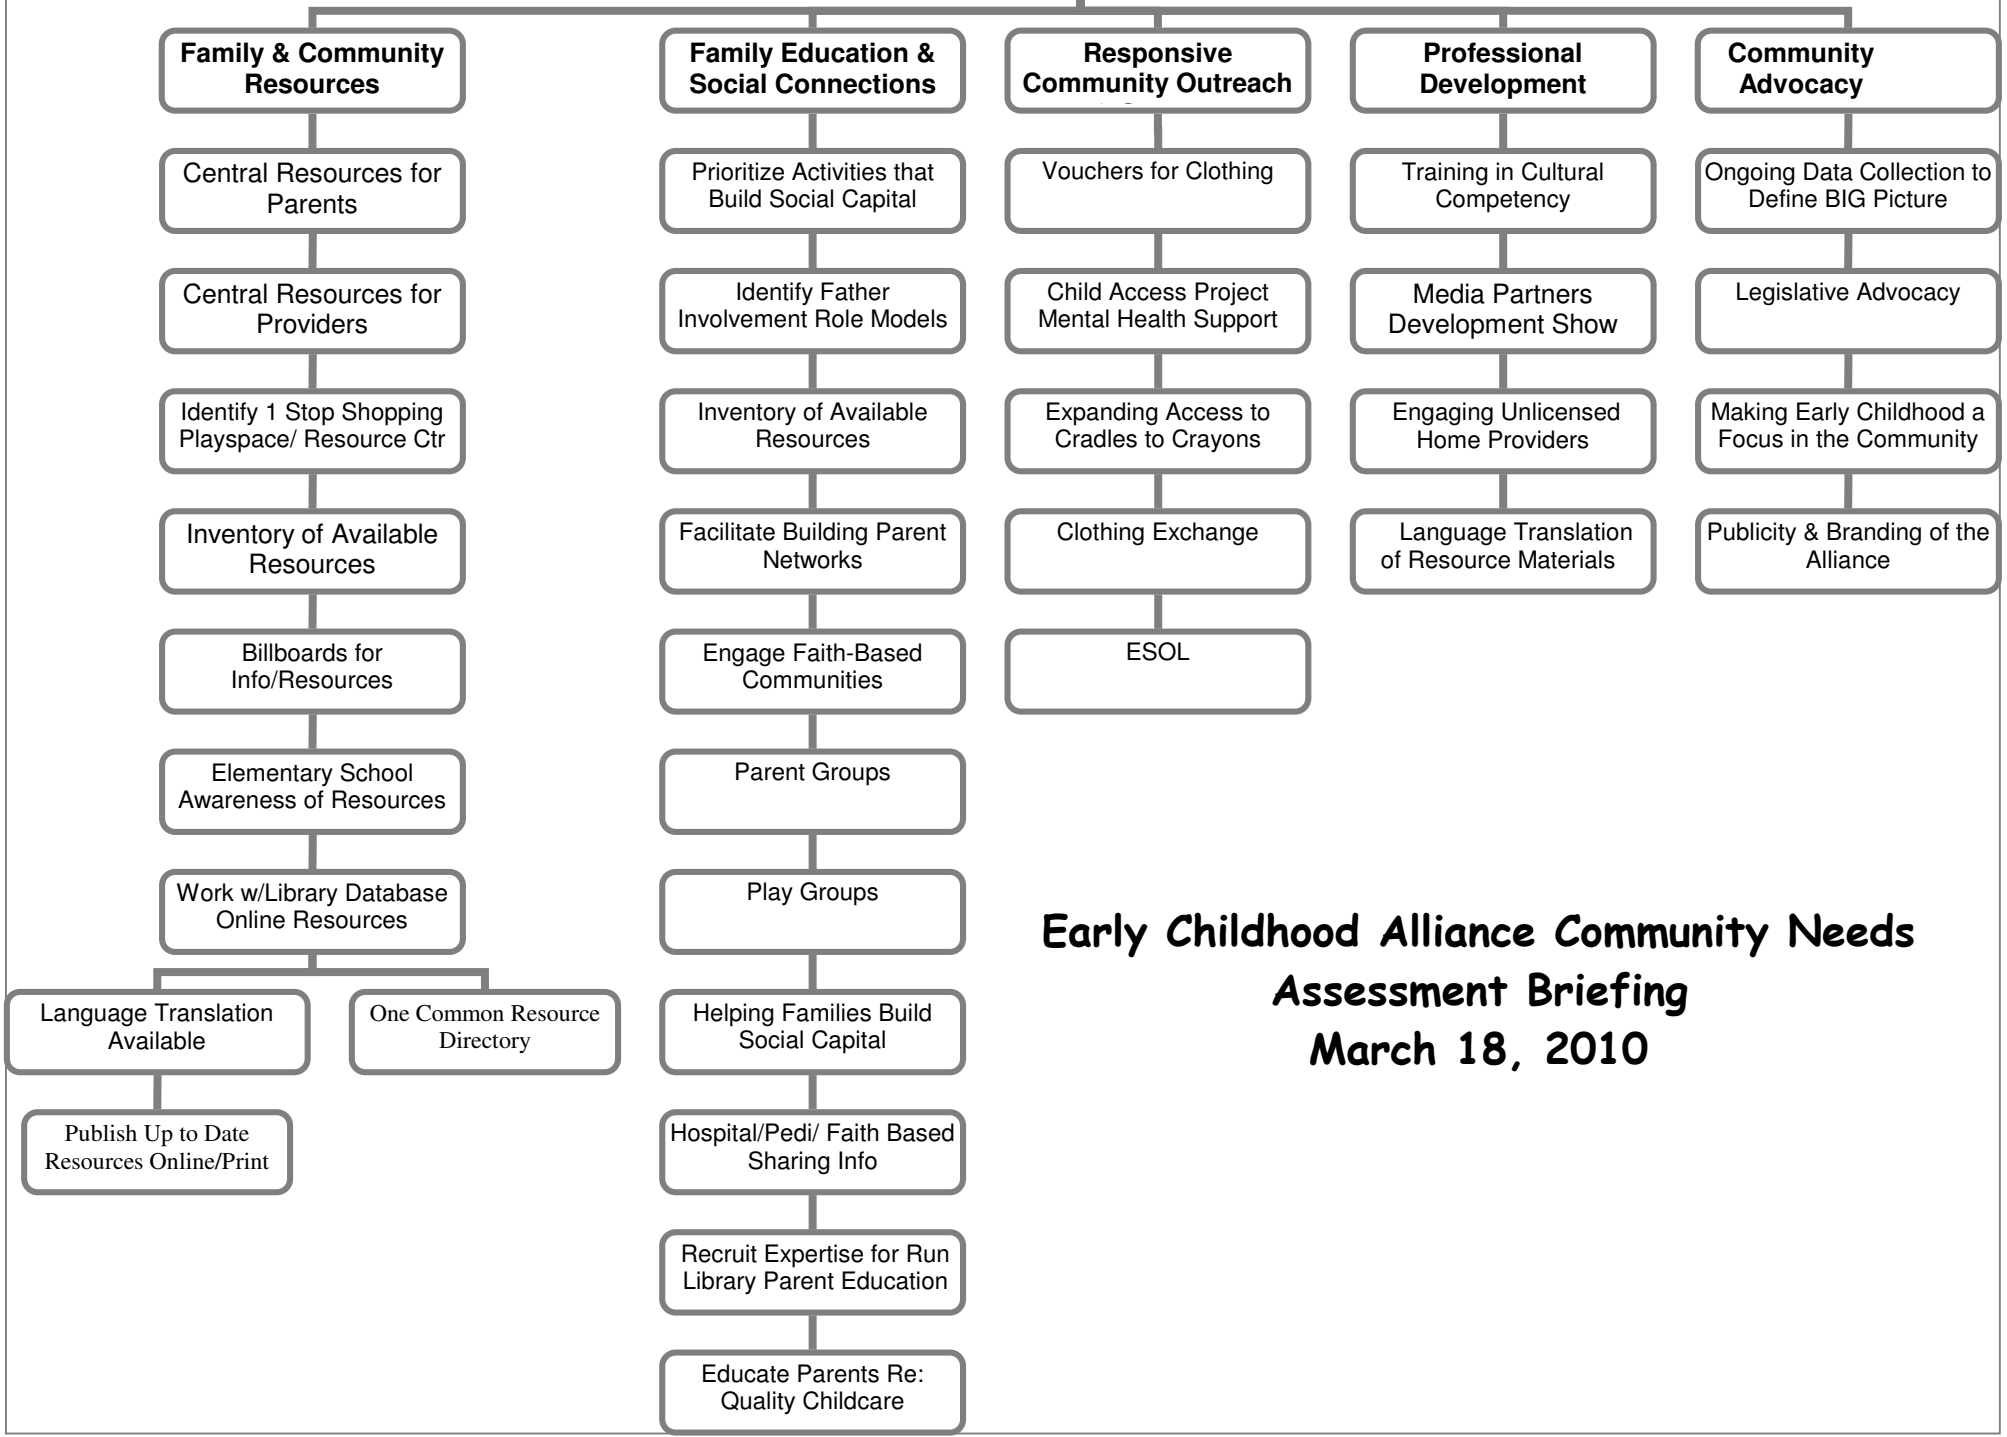 Family & Community
Resources
Central Resources for
Parents
Central Resources for
Providers
Identify 1 Stop Shopping
Playspace/ Resource Ctr
Inventory of Available
Resources
Billboards for
Info/Resources
Elementary School
Awareness of Resources
Work w/Library Database
Online Resources
Language Translation
Available
Publish Up to Date
Resources Online/Print
One Common Resource
Directory
Family Education &
Social Connections
Prioritize Activities that
Build Social Capital
Identify Father
Involvement Role Models
Inventory of Available
Resources
Facilitate Building Parent
Networks
Engage Faith-Based
Communities
Parent Groups
Play Groups
Helping Families Build
Social Capital
Hospital/Pedi/ Faith Based
Sharing Info
Recruit Expertise for Run
Library Parent Education
Educate Parents Re:
Quality Childcare
Responsive
Community Outreach
Vouchers for Clothing
Child Access Project
Mental Health Support
Expanding Access to
Cradles to Crayons
Clothing Exchange
ESOL
Professional
Development
Training in Cultural
Competency
Media Partners
Development Show
Engaging Unlicensed
Home Providers
Language Translation
of Resource Materials
Community
Advocacy
Ongoing Data Collection to
Define BIG Picture
Legislative Advocacy
Making Early Childhood a
Focus in the Community
Publicity & Branding of the
Alliance
Early Childhood Alliance Community Needs
Assessment Briefing
March 18, 2010